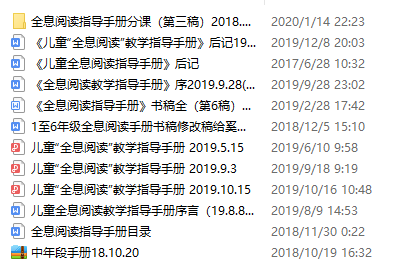 全息阅读指导手册分课（第三稿）2018.... 2020/1/14 22:23
《儿童“全息阅读”教学指导手册》后记19... 2019/12/8 20:03
《儿童全息阅读指导手册》后记 2017/6/28 10:32
《全息阅读教学指导手册》序2019.9.28(... 2019/9/28 23:02
《全息阅读指导手册》书稿全（第6稿）... 2019/2/28 17:42
1至6年级全息阅读手册书稿修改稿给奚... 2018/12/5 15:10
儿童“全息阅读”教学指导手册 2019.5.15 2019/6/10 9:58
儿童“全息阅读”教学指导手册 2019.9.3 2019/9/18 9:19
儿童“全息阅读”教学指导手册 2019.10.15 2019/10/16 10:48
儿童全息阅读教学指导手册序言（19.8.8... 2019/8/9 14:53
全息阅读指导手册目录 2018/11/30 0:22
中年段手册18.10.20 2018/10/19 16:32